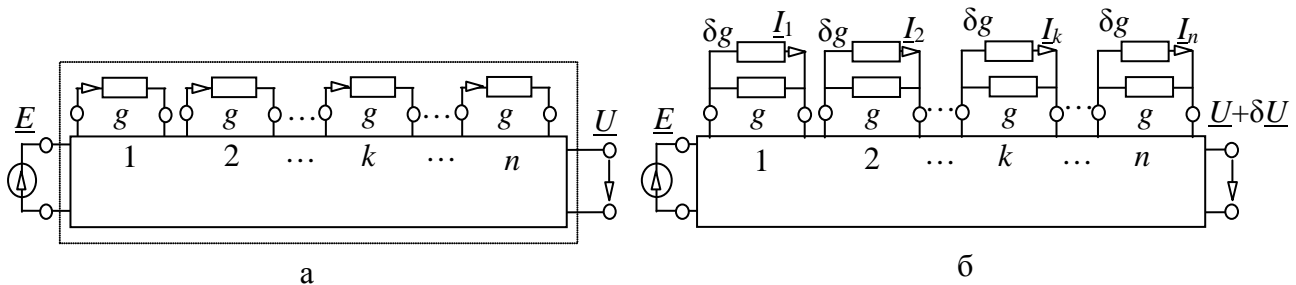 δg I1 δg I2 δg Ik δg In
g g … g … g
E U
1 2 … k … n
а
g g … g … g
E U+δU
1 2 … k … n
б